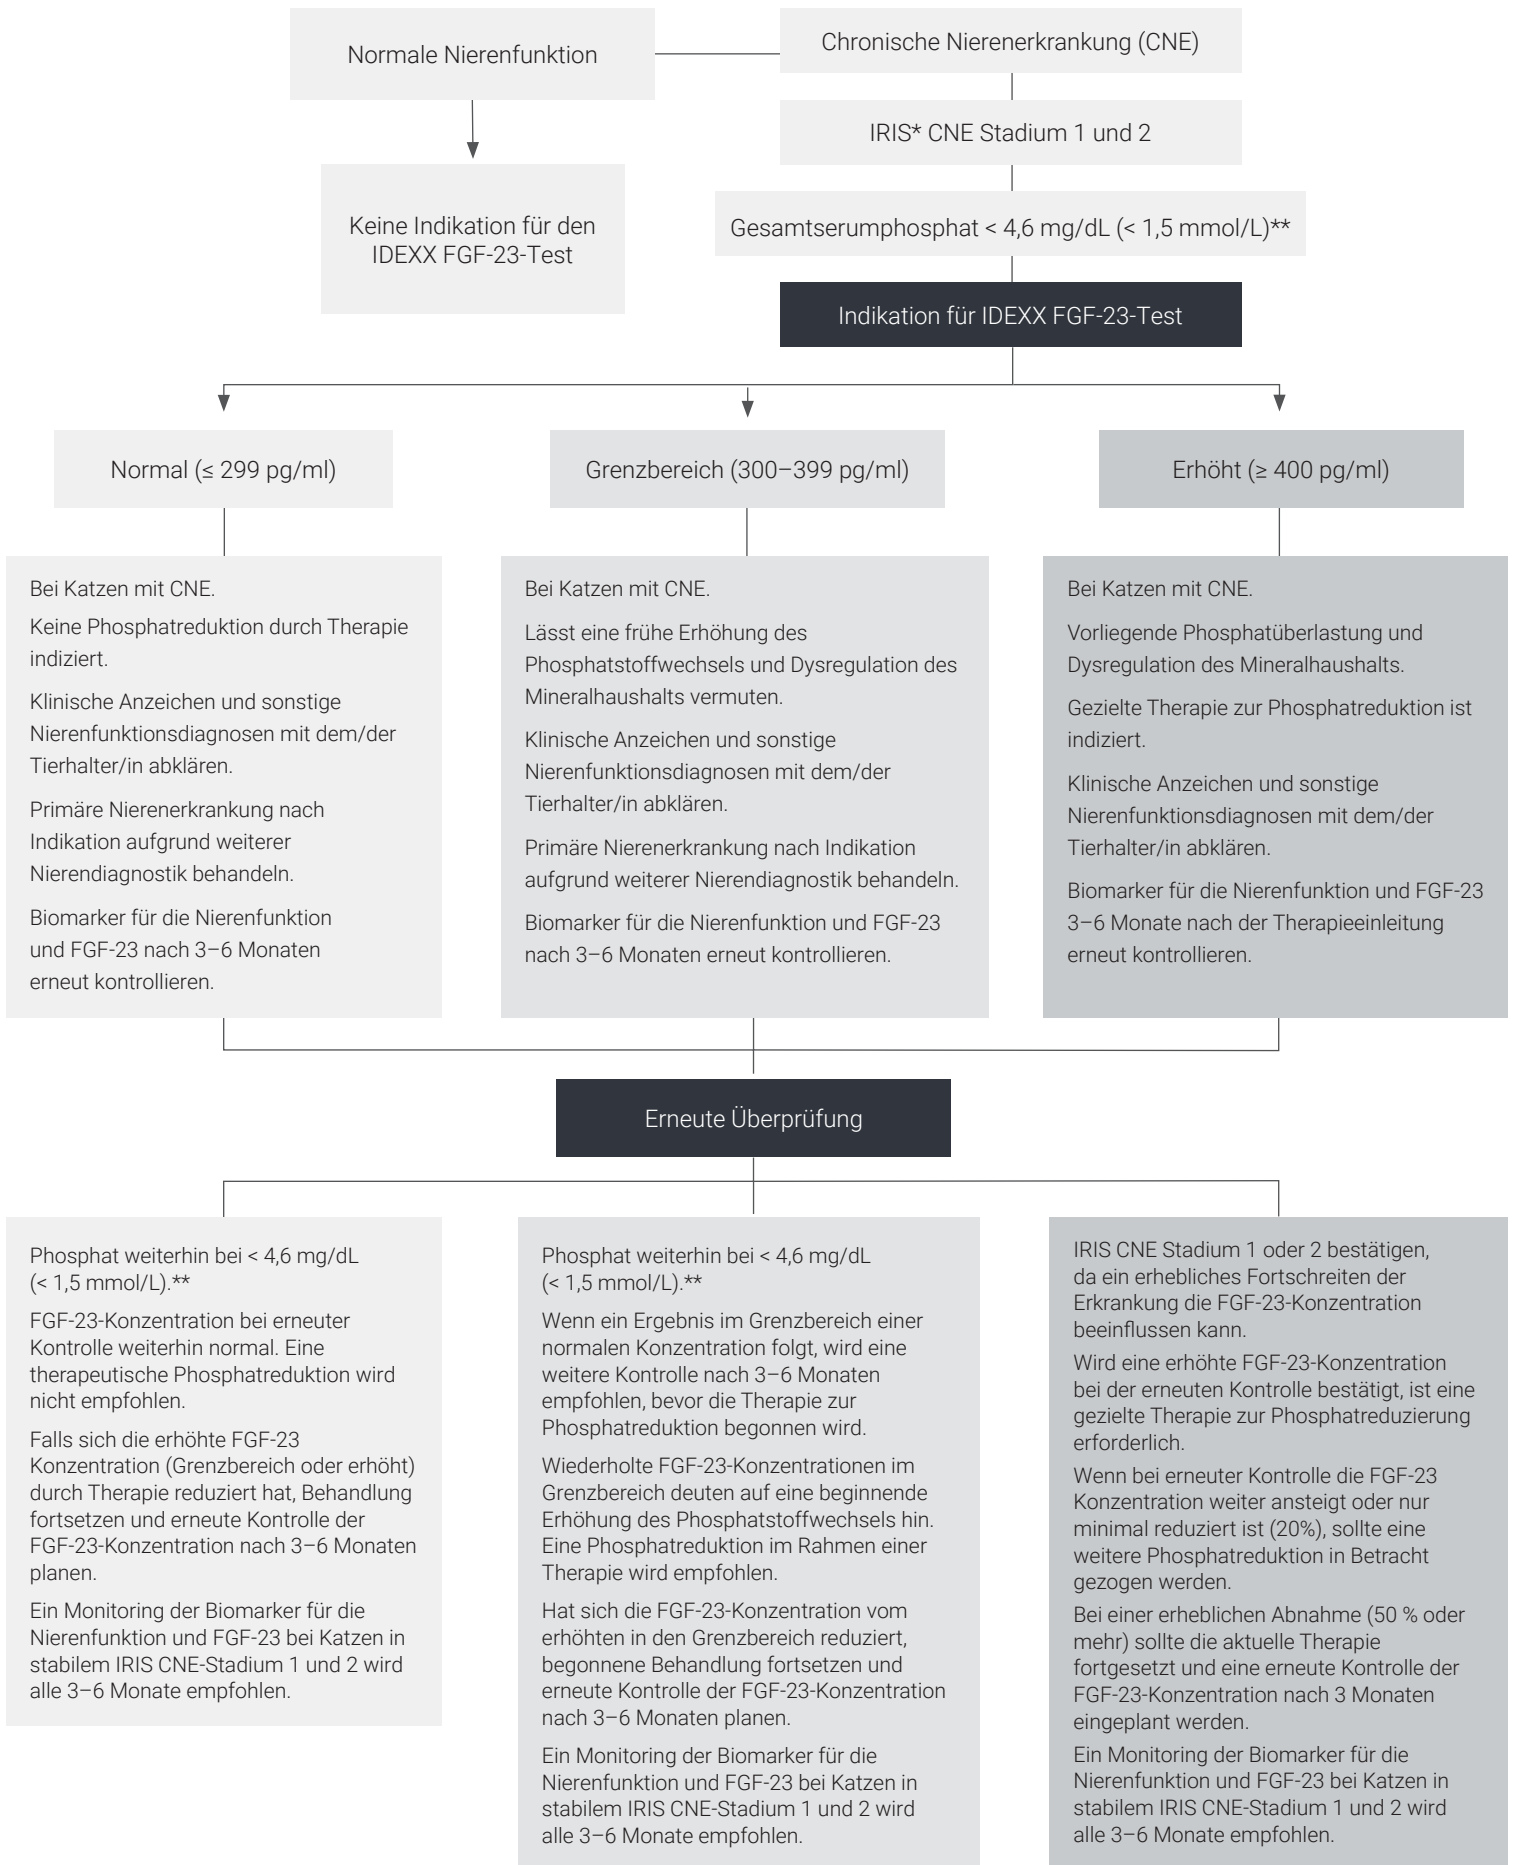 Normale Nierenfunktion
Chronische Nierenerkrankung (CNE)
IRIS* CNE Stadium 1 und 2
Keine Indikation für den
IDEXX FGF-23-Test
Gesamtserumphosphat < 4,6 mg/dL (< 1,5 mmol/L)**
Indikation für IDEXX FGF-23-Test
Normal (≤ 299 pg/ml)
Grenzbereich (300–399 pg/ml)
Erhöht (≥ 400 pg/ml)
Bei Katzen mit CNE.
Keine Phosphatreduktion durch Therapie
indiziert.
Klinische Anzeichen und sonstige
Nierenfunktionsdiagnosen mit dem/der
Tierhalter/in abklären.
Primäre Nierenerkrankung nach
Indikation aufgrund weiterer
Nierendiagnostik behandeln.
Biomarker für die Nierenfunktion
und FGF-23 nach 3–6 Monaten
erneut kontrollieren.
Bei Katzen mit CNE.
Lässt eine frühe Erhöhung des
Phosphatstoffwechsels und Dysregulation des
Mineralhaushalts vermuten.
Klinische Anzeichen und sonstige
Nierenfunktionsdiagnosen mit dem/der
Tierhalter/in abklären.
Primäre Nierenerkrankung nach Indikation
aufgrund weiterer Nierendiagnostik behandeln.
Biomarker für die Nierenfunktion und FGF-23
nach 3–6 Monaten erneut kontrollieren.
Bei Katzen mit CNE.
Vorliegende Phosphatüberlastung und
Dysregulation des Mineralhaushalts.
Gezielte Therapie zur Phosphatreduktion ist
indiziert.
Klinische Anzeichen und sonstige
Nierenfunktionsdiagnosen mit dem/der
Tierhalter/in abklären.
Biomarker für die Nierenfunktion und FGF-23
3–6 Monate nach der Therapieeinleitung
erneut kontrollieren.
Erneute Überprüfung
Phosphat weiterhin bei < 4,6 mg/dL
(< 1,5 mmol/L).**
FGF-23-Konzentration bei erneuter
Kontrolle weiterhin normal. Eine
therapeutische Phosphatreduktion wird
nicht empfohlen.
Falls sich die erhöhte FGF-23
Konzentration (Grenzbereich oder erhöht)
durch Therapie reduziert hat, Behandlung
fortsetzen und erneute Kontrolle der
FGF-23-Konzentration nach 3–6 Monaten
planen.
Ein Monitoring der Biomarker für die
Nierenfunktion und FGF-23 bei Katzen in
stabilem IRIS CNE-Stadium 1 und 2 wird
alle 3–6 Monate empfohlen.
Phosphat weiterhin bei < 4,6 mg/dL
(< 1,5 mmol/L).**
Wenn ein Ergebnis im Grenzbereich einer
normalen Konzentration folgt, wird eine
weitere Kontrolle nach 3–6 Monaten
empfohlen, bevor die Therapie zur
Phosphatreduktion begonnen wird.
Wiederholte FGF-23-Konzentrationen im
Grenzbereich deuten auf eine beginnende
Erhöhung des Phosphatstoffwechsels hin.
Eine Phosphatreduktion im Rahmen einer
Therapie wird empfohlen.
Hat sich die FGF-23-Konzentration vom
erhöhten in den Grenzbereich reduziert,
begonnene Behandlung fortsetzen und
erneute Kontrolle der FGF-23-Konzentration
nach 3–6 Monaten planen.
Ein Monitoring der Biomarker für die
Nierenfunktion und FGF-23 bei Katzen in
stabilem IRIS CNE-Stadium 1 und 2 wird
alle 3–6 Monate empfohlen.
IRIS CNE Stadium 1 oder 2 bestätigen,
da ein erhebliches Fortschreiten der
Erkrankung die FGF-23-Konzentration
beeinflussen kann.
Wird eine erhöhte FGF-23-Konzentration
bei der erneuten Kontrolle bestätigt, ist eine
gezielte Therapie zur Phosphatreduzierung
erforderlich.
Wenn bei erneuter Kontrolle die FGF-23
Konzentration weiter ansteigt oder nur
minimal reduziert ist (20%), sollte eine
weitere Phosphatreduktion in Betracht
gezogen werden.
Bei einer erheblichen Abnahme (50 % oder
mehr) sollte die aktuelle Therapie
fortgesetzt und eine erneute Kontrolle der
FGF-23-Konzentration nach 3 Monaten
eingeplant werden.
Ein Monitoring der Biomarker für die
Nierenfunktion und FGF-23 bei Katzen in
stabilem IRIS CNE-Stadium 1 und 2 wird
alle 3–6 Monate empfohlen.